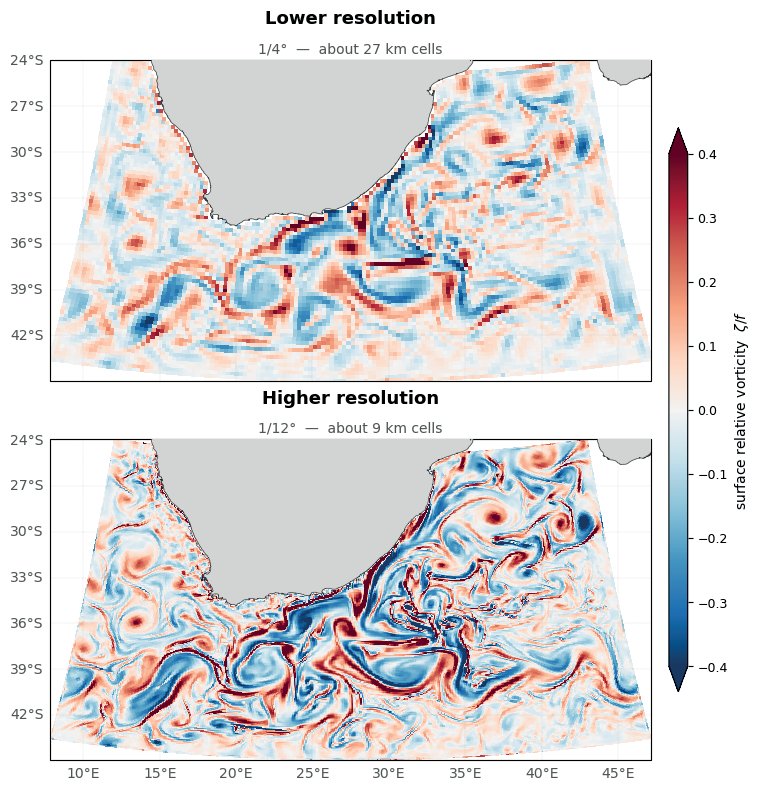 Lower resolution
1/4° — about 27 km cells
24°S
27°S
30°S
33°S
36°S
39°S
42°S
Higher resolution
1/12° — about 9 km cells
24°S
27°S
30°S
33°S
36°S
39°S
42°S
10°E 15°E 20°E 25°E 30°E 35°E 40°E 45°E
0.4
0.3
0.2
0.1
0.0
−0.1
−0.2
−0.3
−0.4
surface relative vorticity ζ/f